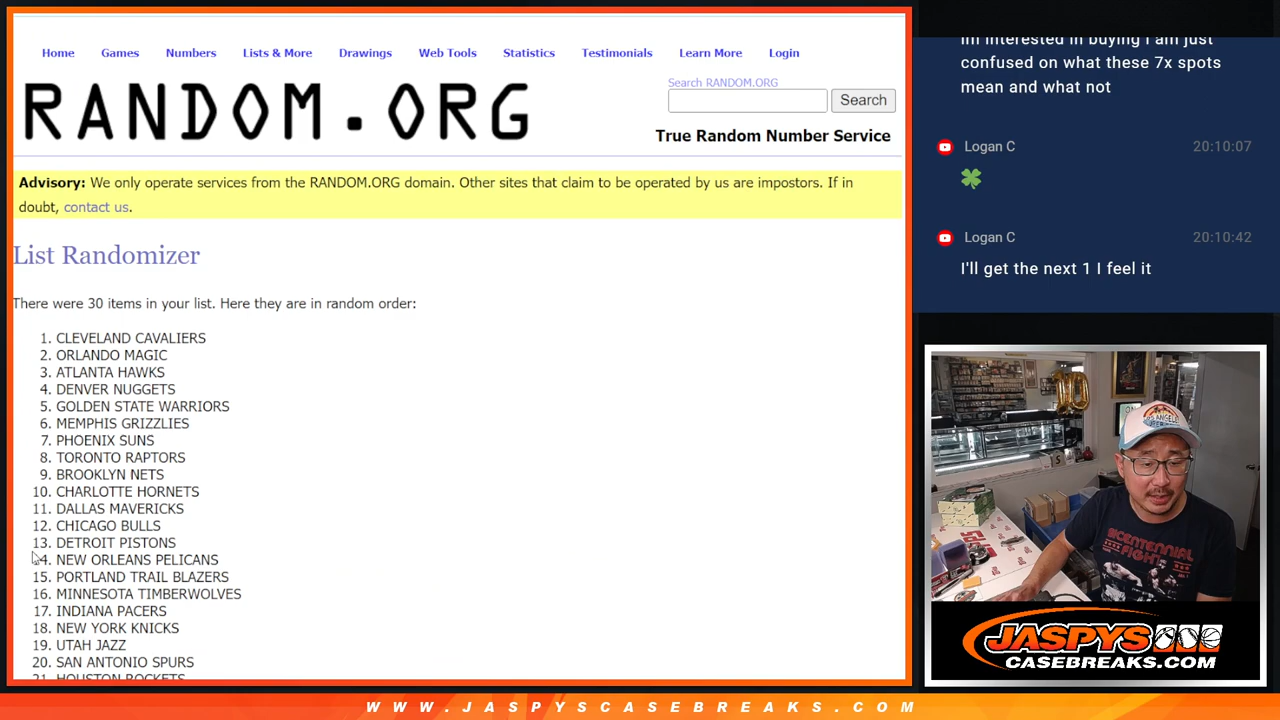 Home Games Numbers Lists & More Drawings Web Tools Statistics Testimonials Learn More Login
RANDOM.ORG
Search RANDOM.ORG
Search
True Random Number Service
Advisory: We only operate services from the RANDOM.ORG domain. Other sites that claim to be operated by us are impostors. If in
doubt, contact us.
List Randomizer
There were 30 items in your list. Here they are in random order:
1. CLEVELAND CAVALIERS
2. ORLANDO MAGIC
3. ATLANTA HAWKS
4. DENVER NUGGETS
5. GOLDEN STATE WARRIORS
6. MEMPHIS GRIZZLIES
7. PHOENIX SUNS
8. TORONTO RAPTORS
9. BROOKLYN NETS
10. CHARLOTTE HORNETS
11. DALLAS MAVERICKS
12. CHICAGO BULLS
13. DETROIT PISTONS
4. NEW ORLEANS PELICANS
15. PORTLAND TRAIL BLAZERS
16. MINNESOTA TIMBERWOLVES
17. INDIANA PACERS
18. NEW YORK KNICKS
19. UTAH JAZZ
20. SAN ANTONIO SPURS
21. HOUSTON ROCKETS
im interested in buying I am just
confused on what these 7x spots
mean and what not
Logan C 20:10:07
Logan C 20:10:42
I'll get the next 1 I feel it
10
BICENTENNIAL
FIGHT
JASPYS
CASEBREAKS.COM
WWW.JASPYSCASEBREAKS.COM